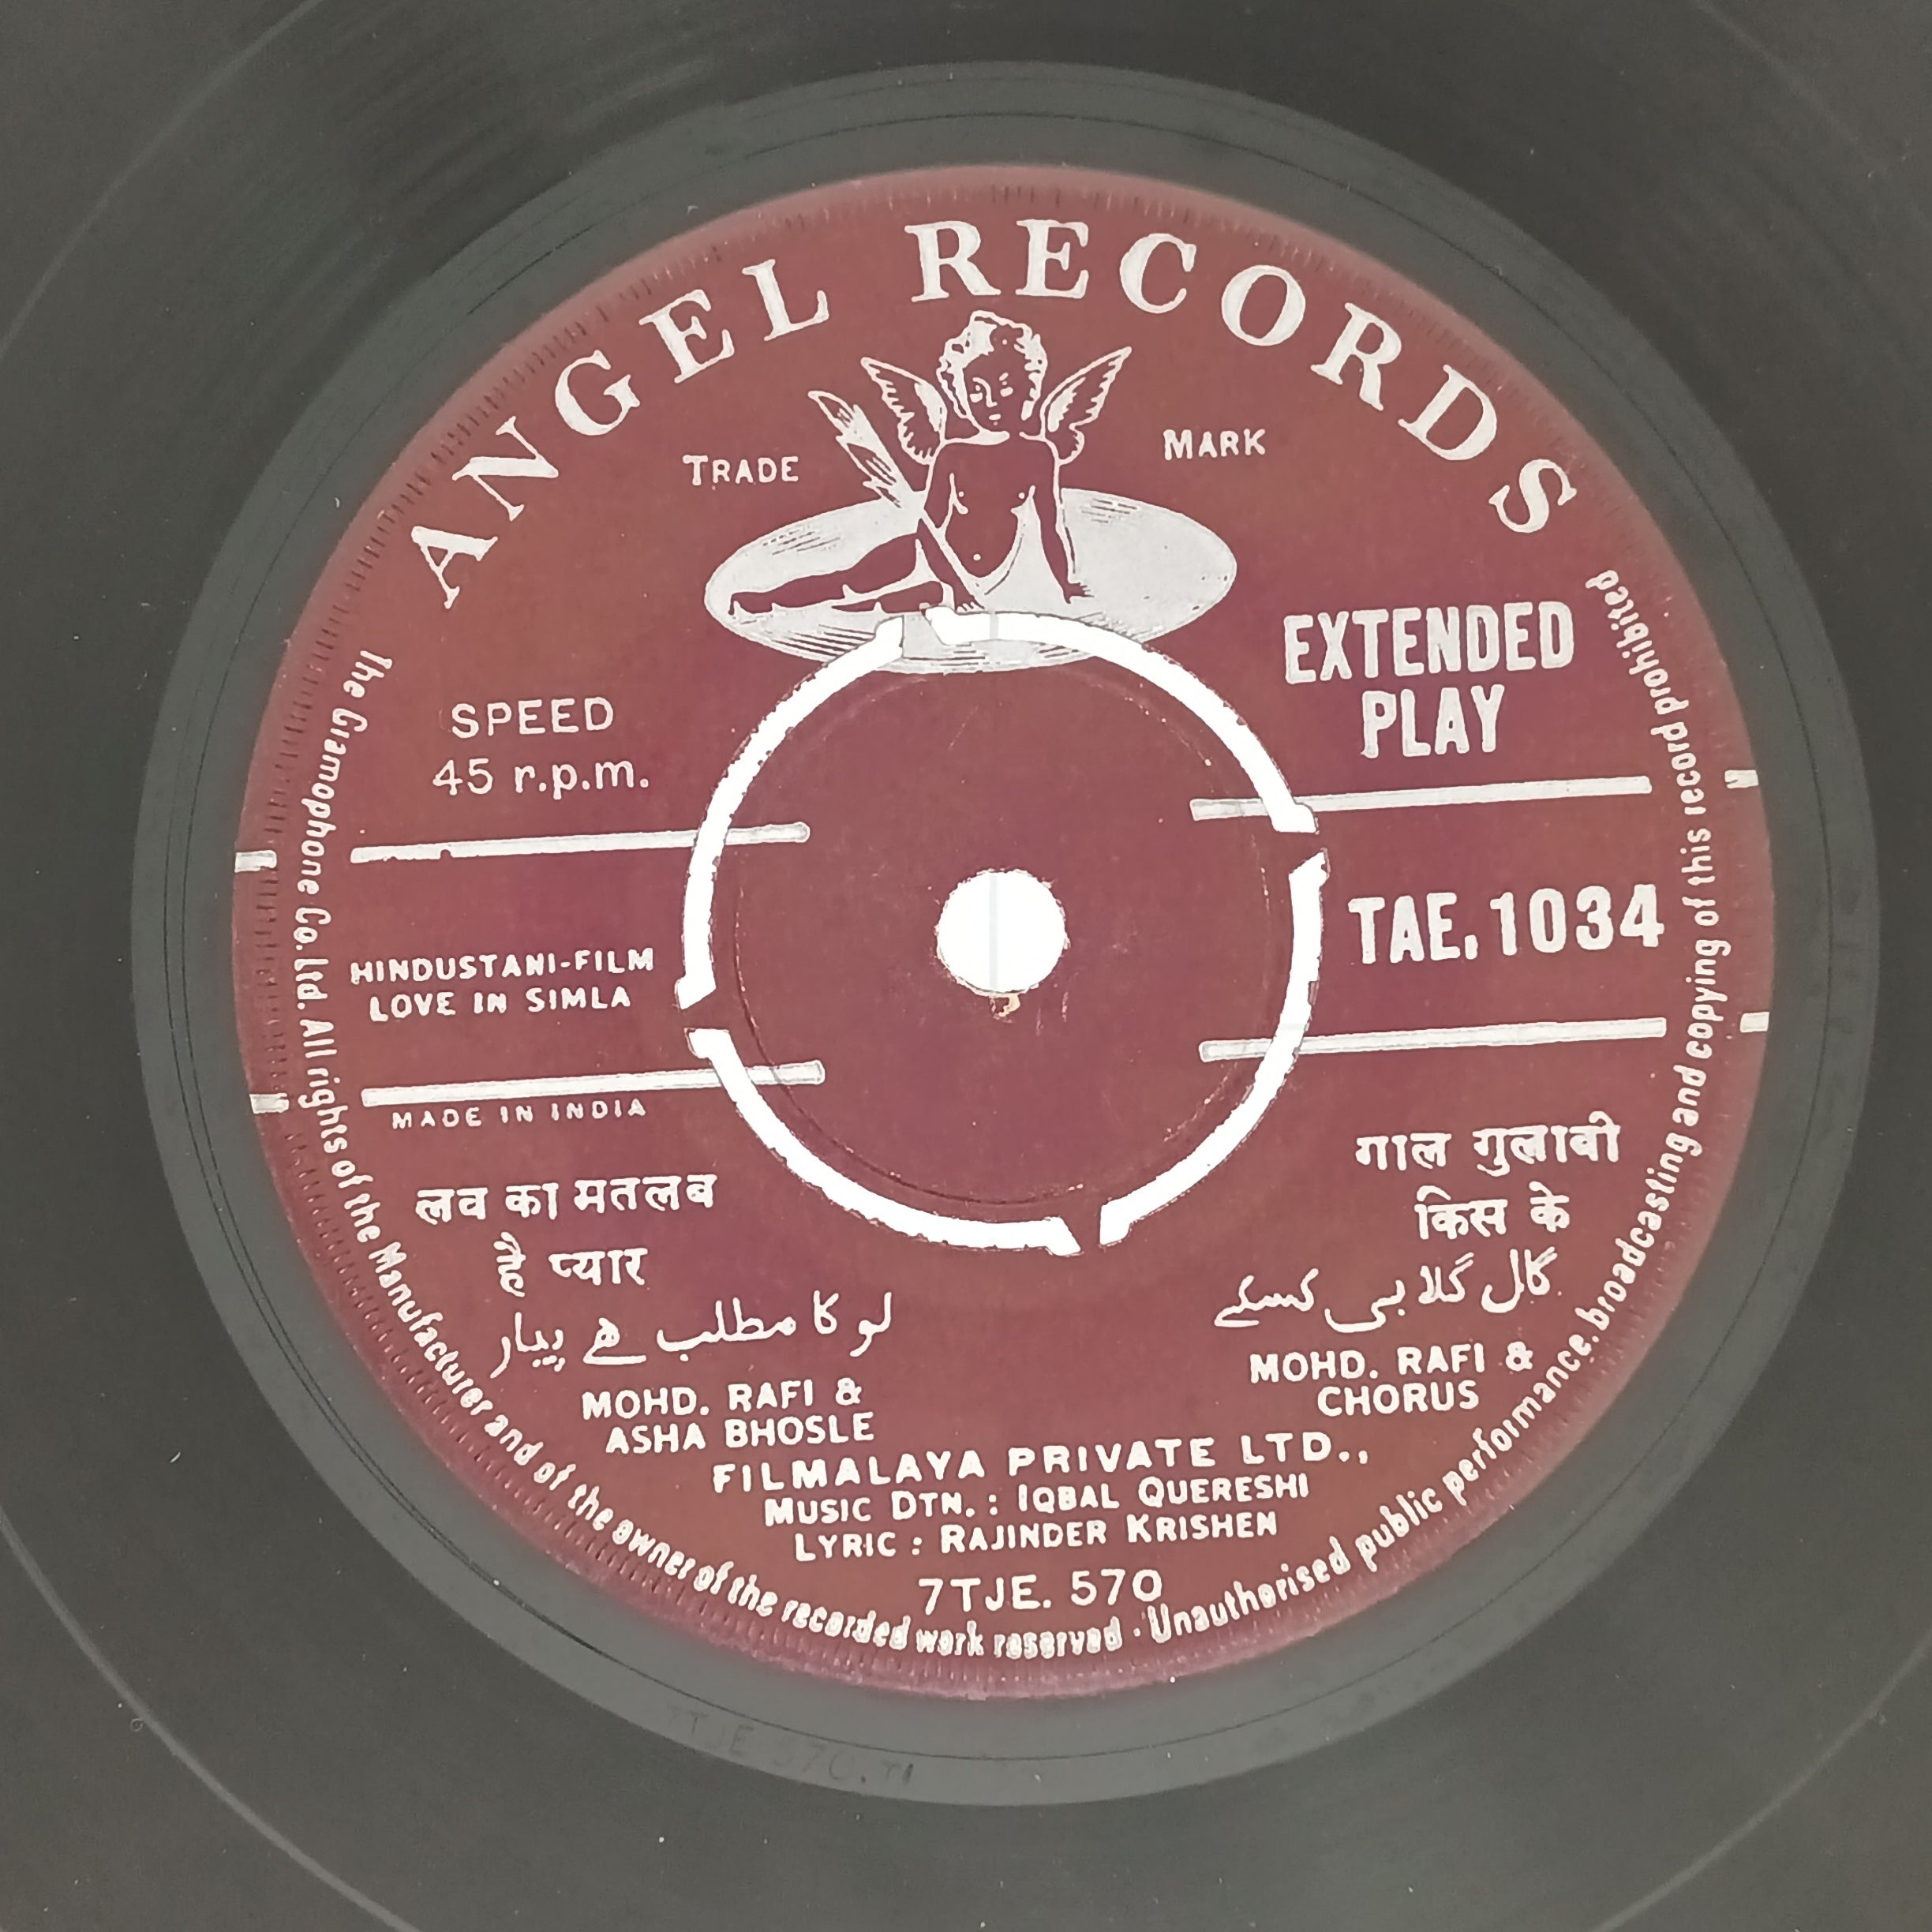 ANGEL RECORDS
TRADE MARK
SPEED
45 r.p.m.
EXTENDED
PLAY
HINDUSTANI-FILM
LOVE IN SIMLA
TAE. 1034
MADE IN INDIA
लव का मतलब
है प्यार
لو کا مطلب ہے پیار
MOHD. RAFI &
ASHA BHOSLE
गाल गुलाबी
किस के
گال گلابی کسکے
MOHD. RAFI &
CHORUS
FILMALAYA PRIVATE LTD.,
MUSIC DTN. : IQBAL QUERESHI
LYRIC : RAJINDER KRISHEN
7TJE. 570
The Gramophone Co. Ltd. All rights of the Manufacturer and of the owner of the recorded work reserved · Unauthorised public performance, broadcasting and copying of this record prohibited
7TJE 570. T1